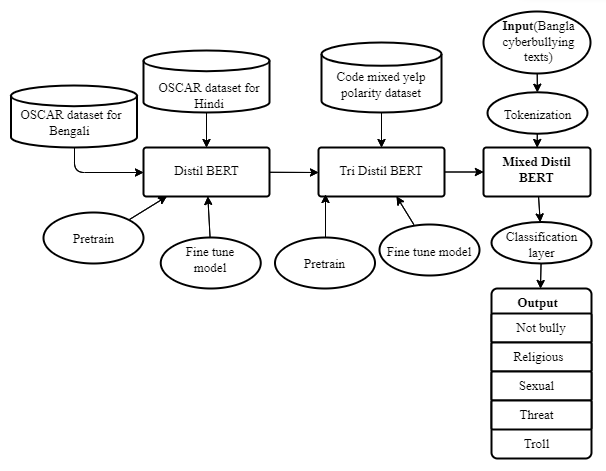 OSCAR dataset for
Bengali
OSCAR dataset for
Hindi
Code mixed yelp
polarity dataset
Input(Bangla
cyberbullying
texts)
Tokenization
Distil BERT
Tri Distil BERT
Mixed Distil
BERT
Pretrain
Fine tune
model
Pretrain
Fine tune model
Classification
layer
Output
Not bully
Religious
Sexual
Threat
Troll